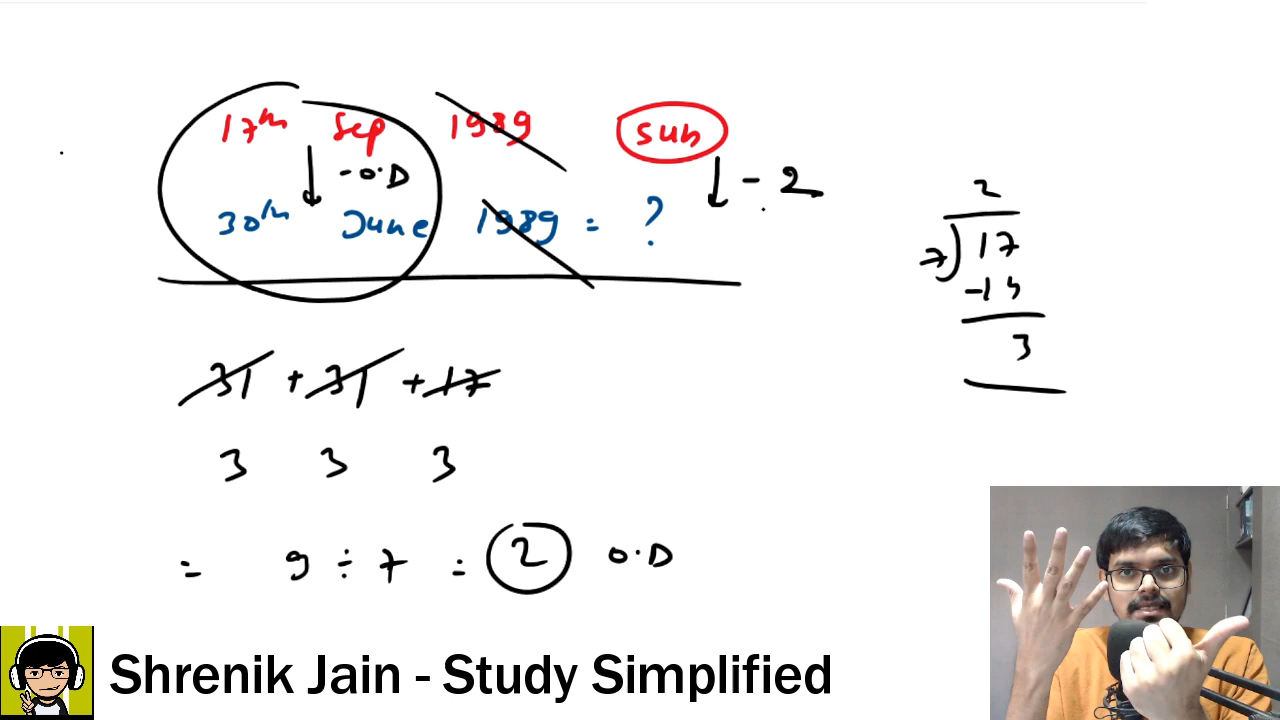 17th Sep 1989 sun
- O.D - 2
30th June 1989 = ?
2
7)17
-14
3
31 + 31 + 17
3 3 3
= 9 ÷ 7 = 2 O.D
Shrenik Jain - Study Simplified